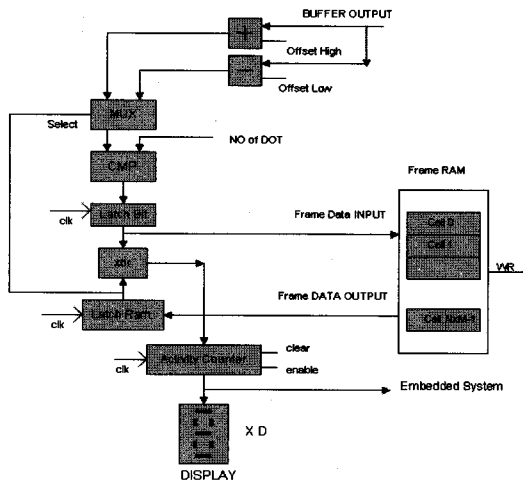 BUFFER OUTPUT
+
Offset High
Offset Low
MUX
Select
NO of DOT
CMP
Frame RAM
Latch Bit
clk
Frame Data INPUT
Cell 0
Cell 1
xor
WR
Frame DATA OUTPUT
Latch Ram
clk
Cell NxM-1
clear
Activity Counter
clk
enable
Embedded System
X D
DISPLAY